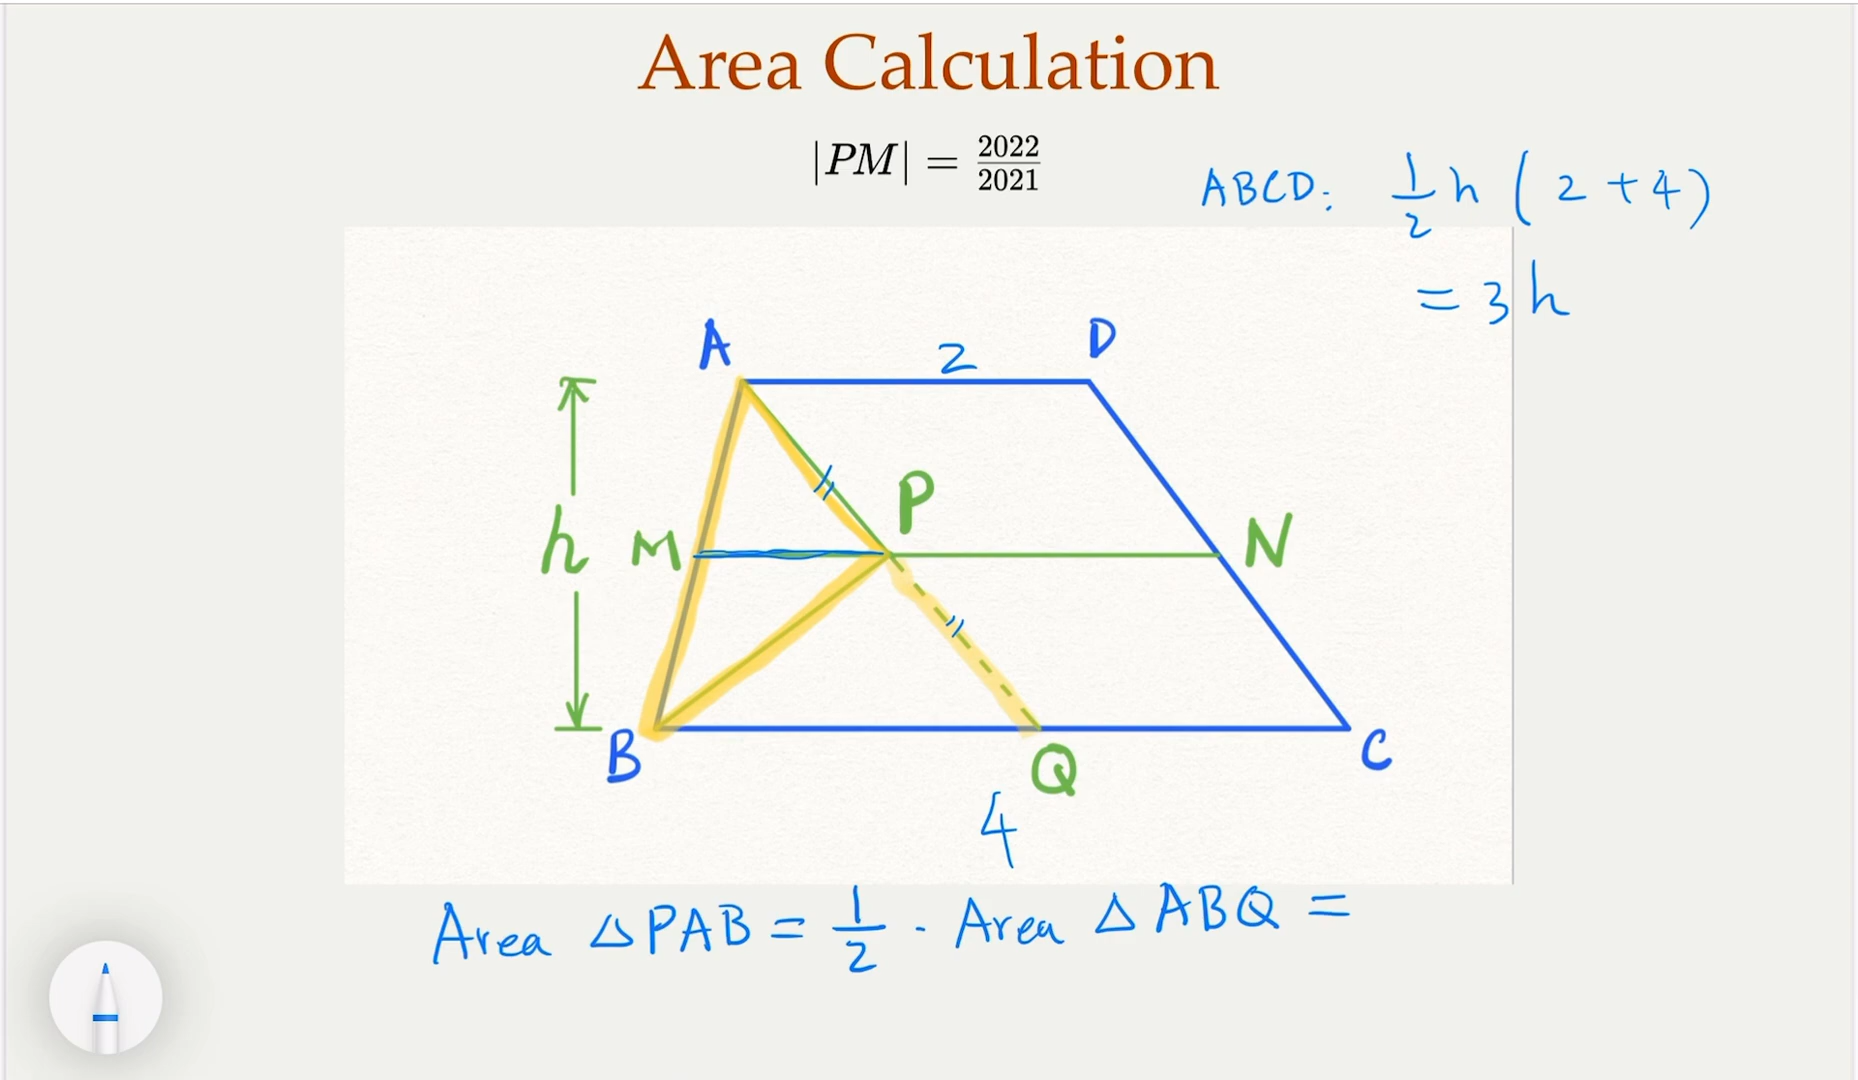 Area Calculation
|PM| = 2022/2021
ABCD: 1/2 h (2+4)
= 3h
A 2 D
P
h M N
B Q C
4
Area △PAB = 1/2 · Area △ABQ =